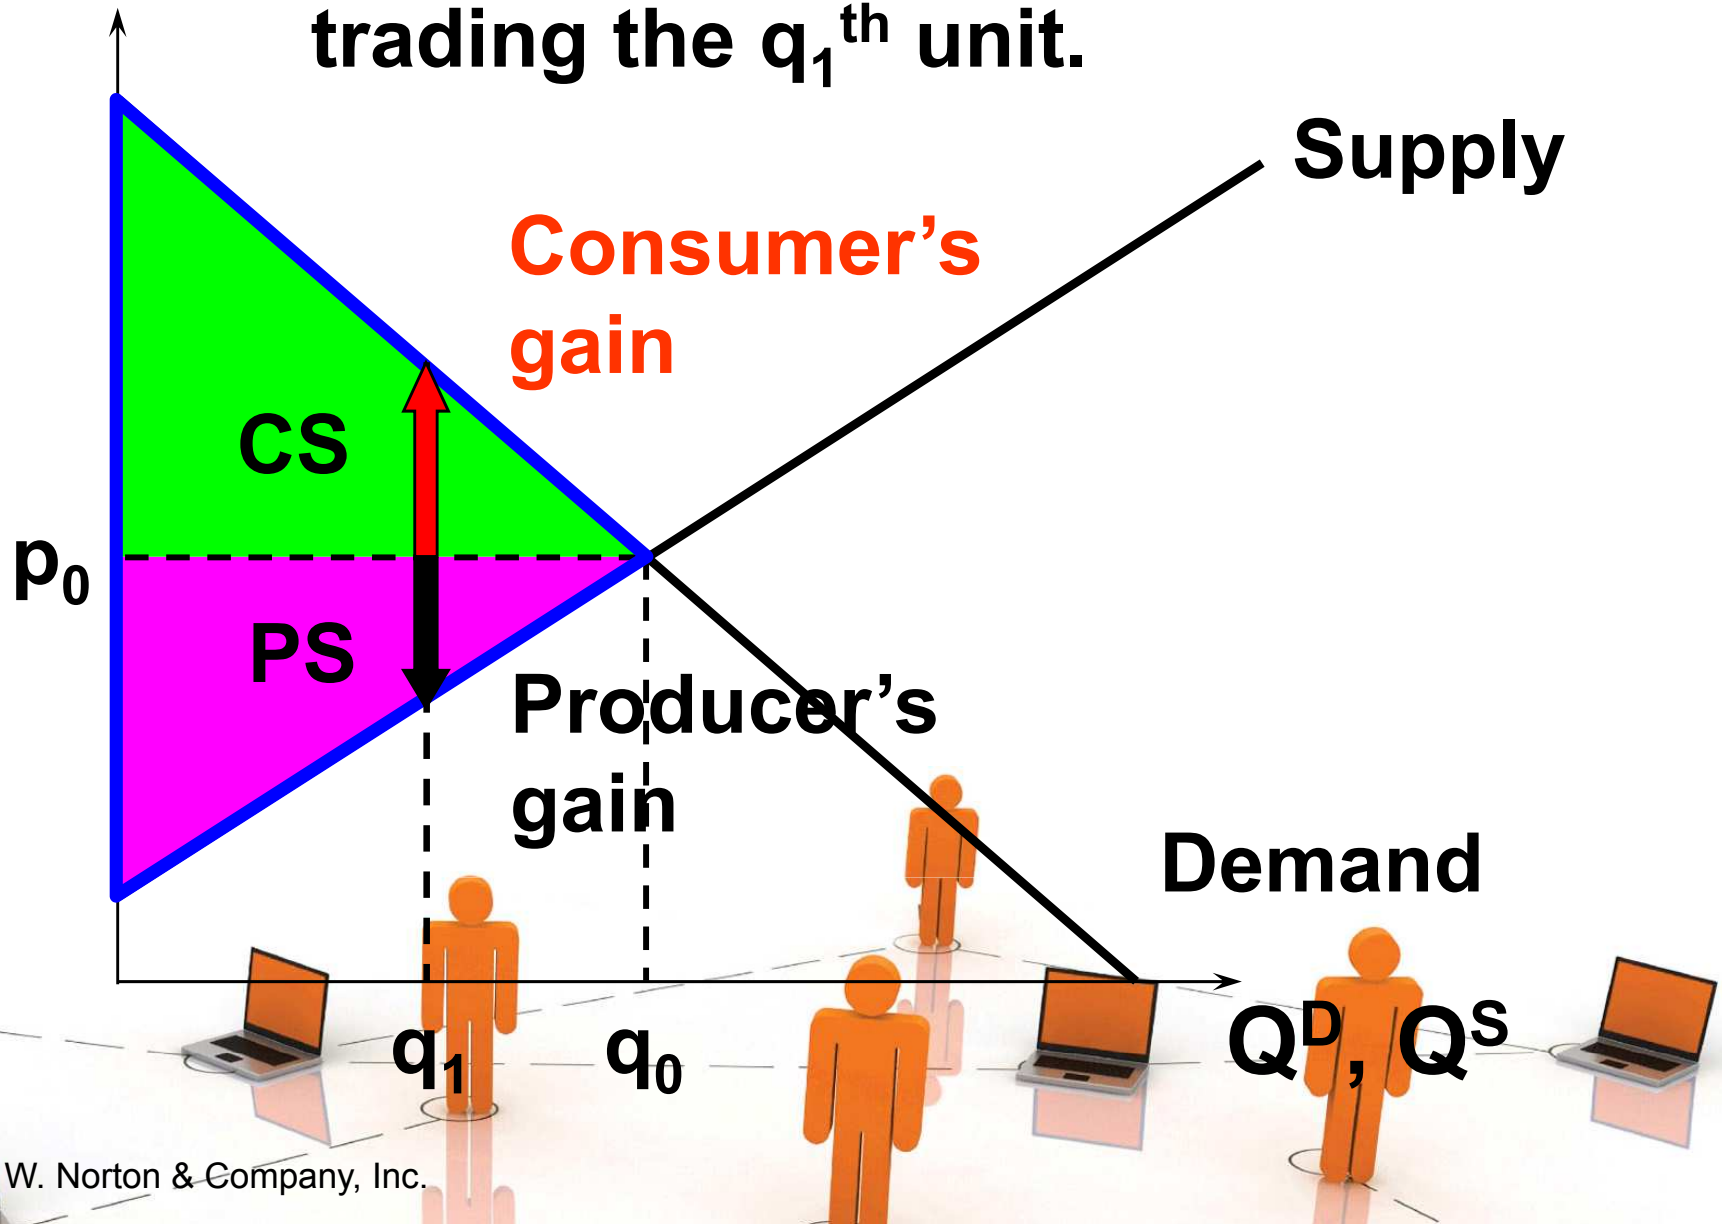 trading the q₁ᵗʰ unit.
Supply
Consumer’s
gain
CS
p₀
PS
Producer’s
gain
Demand
q₁ q₀ Qᴰ, Qˢ
W. Norton & Company, Inc.